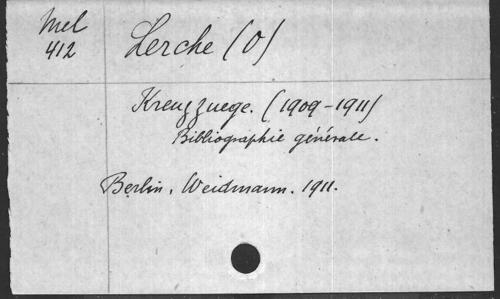 Mel
412
Lerche (O)
Kreuzzuege. (1909-1911)
Bibliographie générale.
Berlin, Weidmann. 1911.